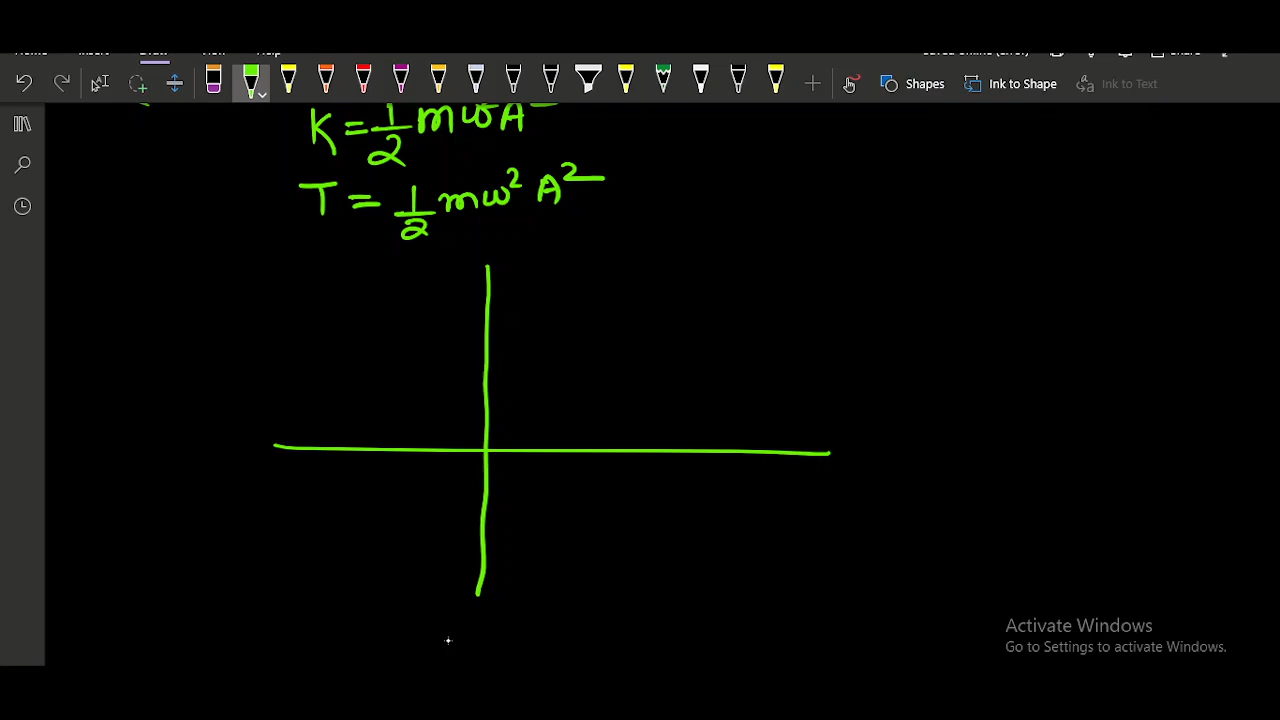 Shapes Ink to Shape Ink to Text
K = 1/2 mω²A²
T = 1/2 mω² A²
Activate Windows
Go to Settings to activate Windows.